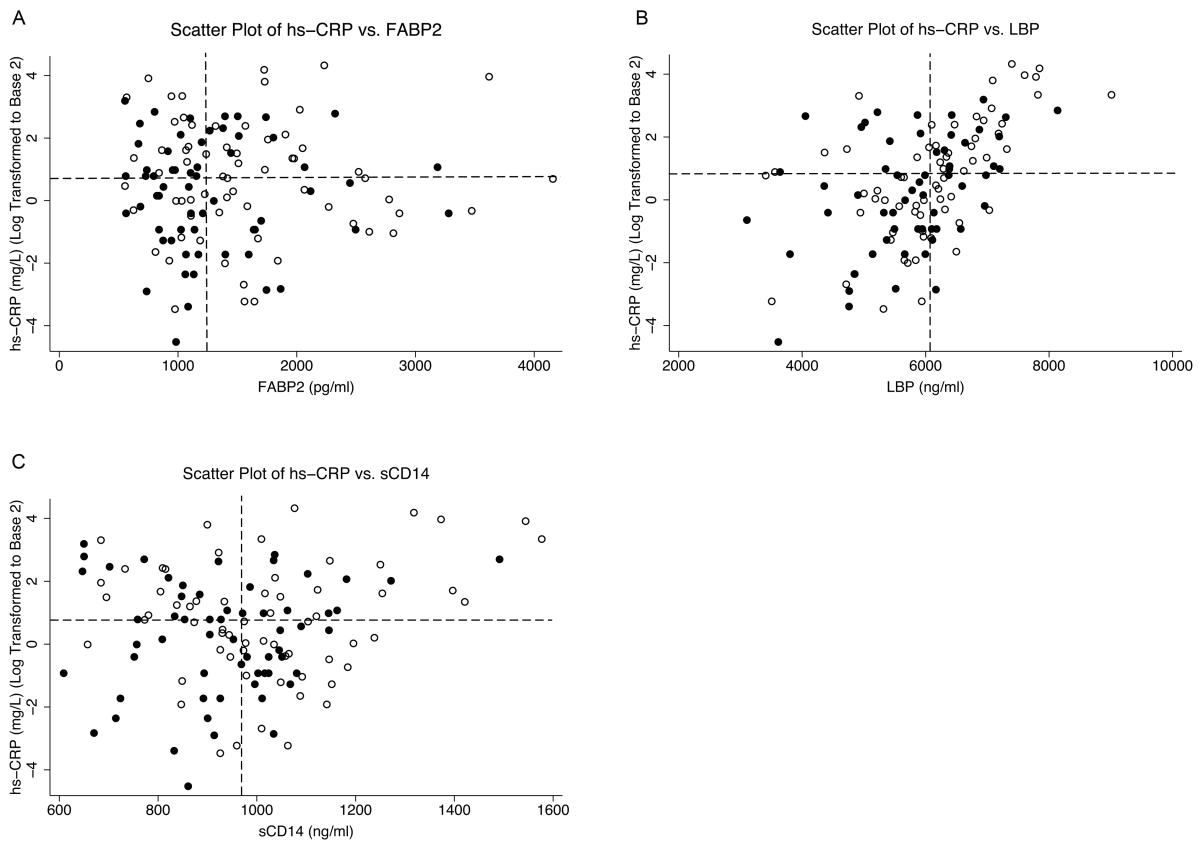 A
Scatter Plot of hs−CRP vs. FABP2
hs−CRP (mg/L) (Log Transformed to Base 2)
4
2
0
−2
−4
0 1000 2000 3000 4000
FABP2 (pg/ml)
B
Scatter Plot of hs−CRP vs. LBP
hs−CRP (mg/L) (Log Transformed to Base 2)
4
2
0
−2
−4
2000 4000 6000 8000 10000
LBP (ng/ml)
C
Scatter Plot of hs−CRP vs. sCD14
hs−CRP (mg/L) (Log Transformed to Base 2)
4
2
0
−2
−4
600 800 1000 1200 1400 1600
sCD14 (ng/ml)